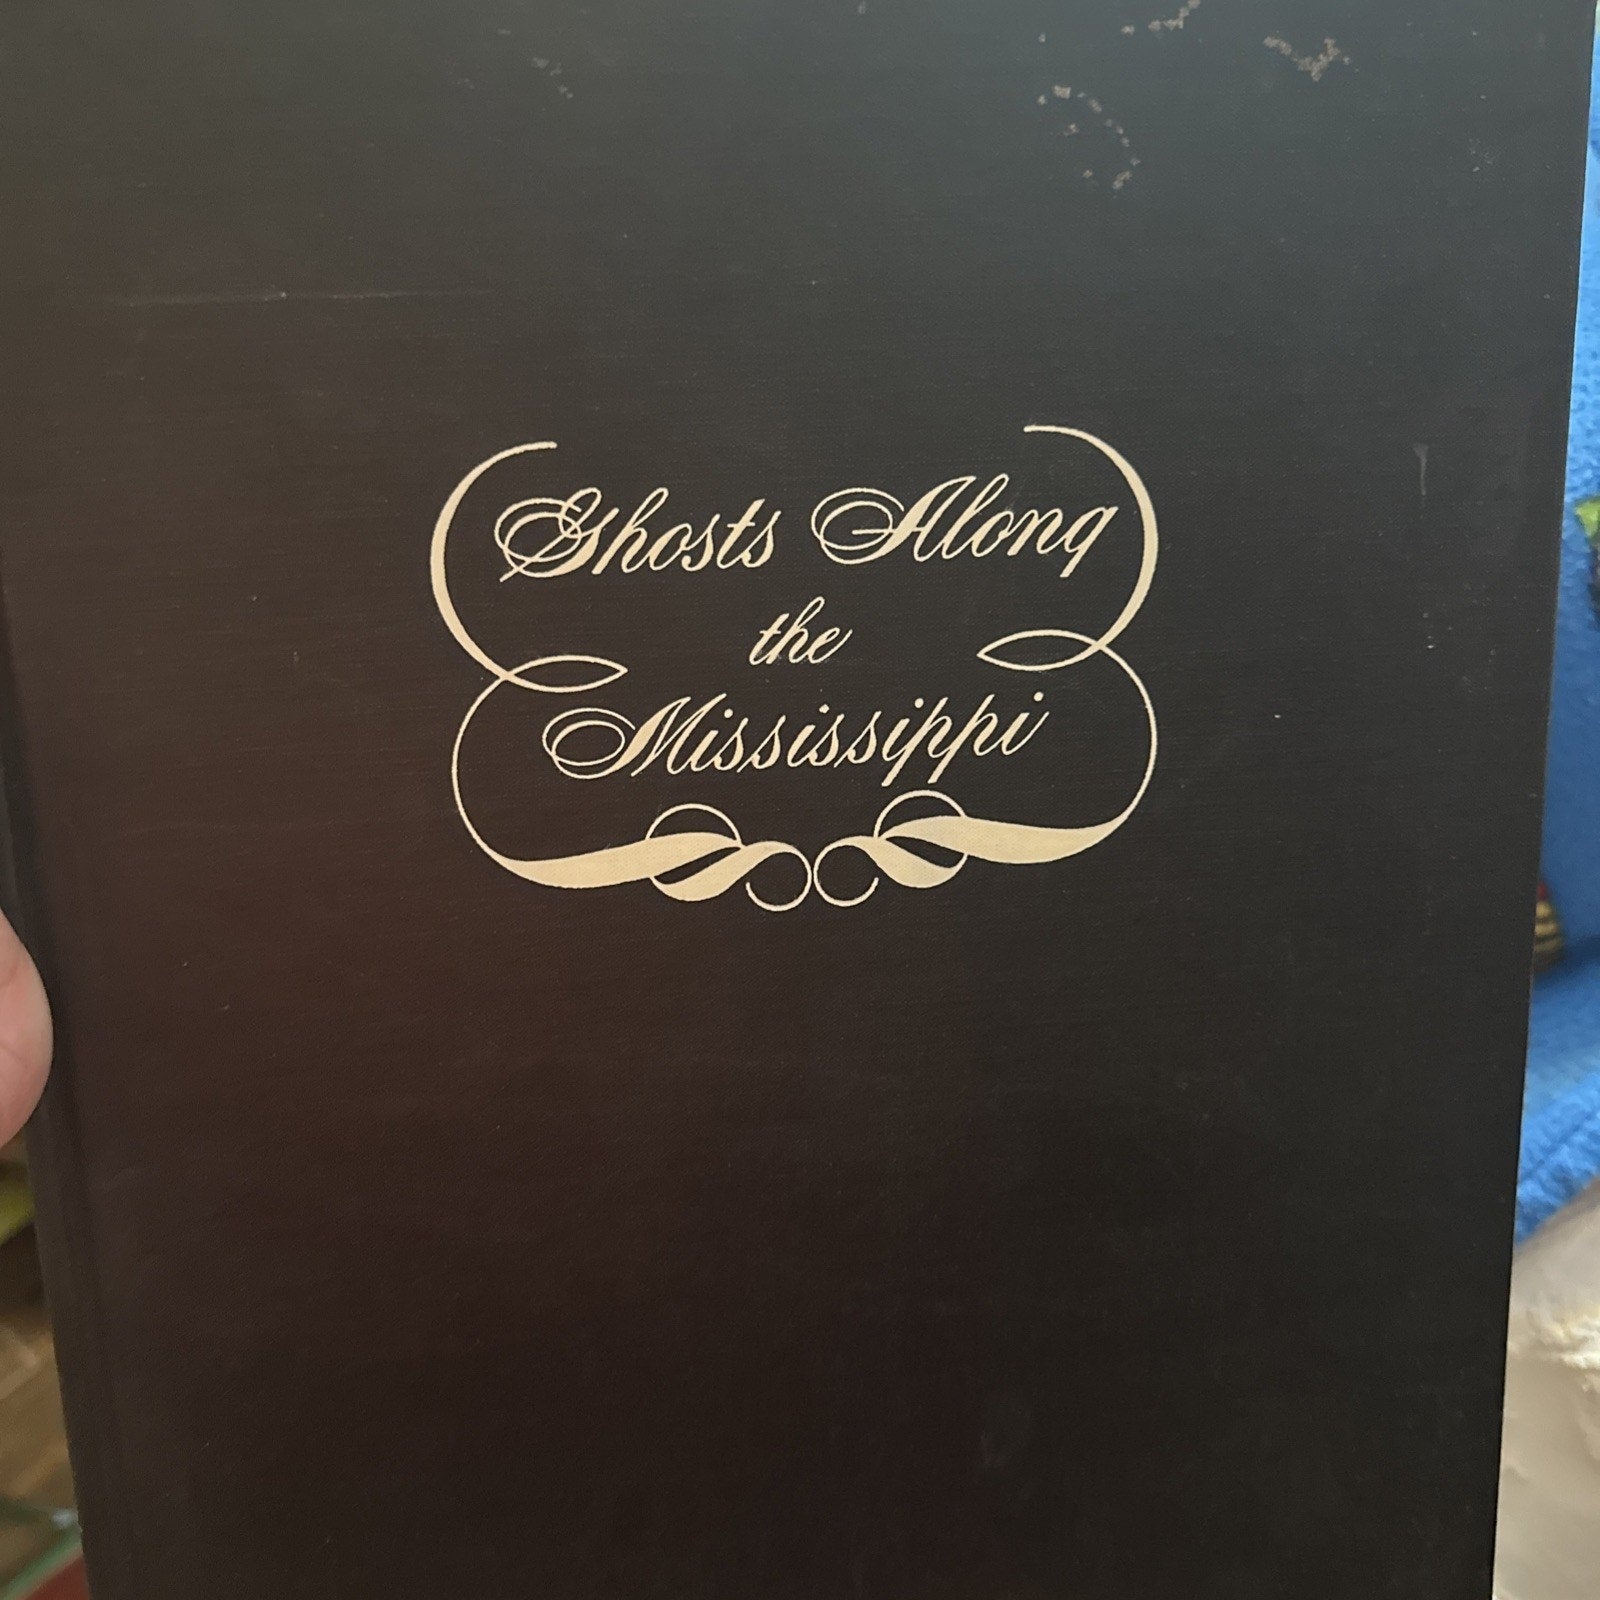 Ghosts Along
the
Mississippi